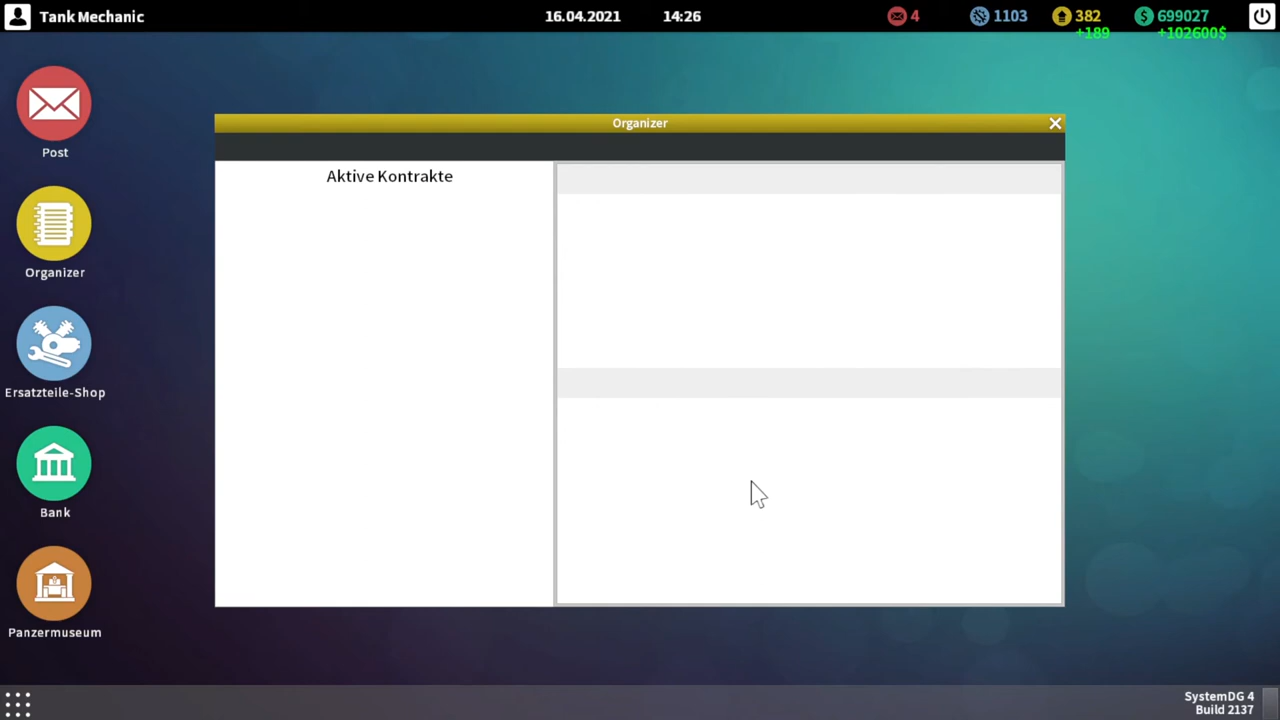 Tank Mechanic
16.04.2021
14:26
4
1103
382
+189
699027
+102600$
Organizer
Aktive Kontrakte
Post
Organizer
Ersatzteile-Shop
Bank
Panzermuseum
SystemDG 4
Build 2137